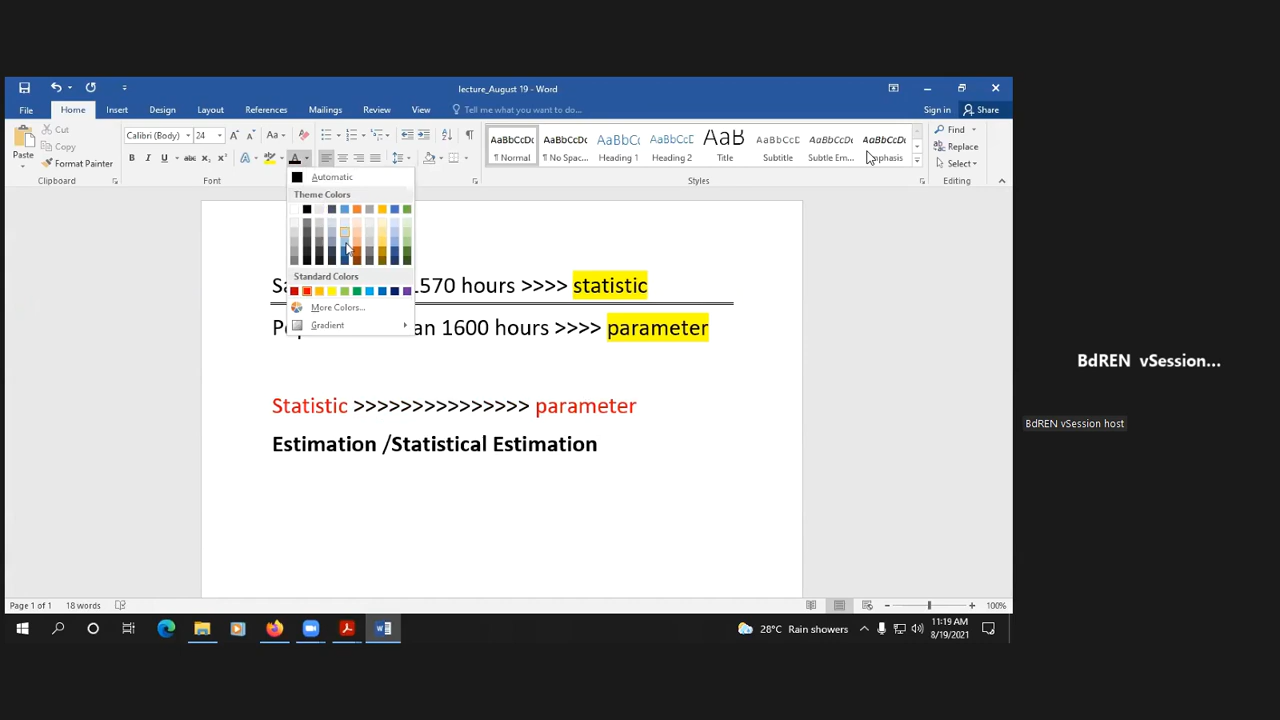 lecture_August 19 - Word
File Home Insert Design Layout References Mailings Review View Tell me what you want to do... Sign in Share
Paste
Cut
Copy
Format Painter
Clipboard
Calibri (Body) 24
Font
AaBbCcDc AaBbCcDc AaBbCc AaBbCcD AaB AaBbCcD AaBbCcDc AaBbCcDc
¶ Normal ¶ No Spac... Heading 1 Heading 2 Title Subtitle Subtle Em... Emphasis
Styles
Find
Replace
Select
Editing
Automatic
Theme Colors
Standard Colors
More Colors...
Gradient
1570 hours >>>> statistic
1600 hours >>>> parameter
Statistic >>>>>>>>>>>>>>> parameter
Estimation /Statistical Estimation
BdREN vSession...
BdREN vSession host
Page 1 of 1 18 words 100%
28°C Rain showers
11:19 AM
8/19/2021